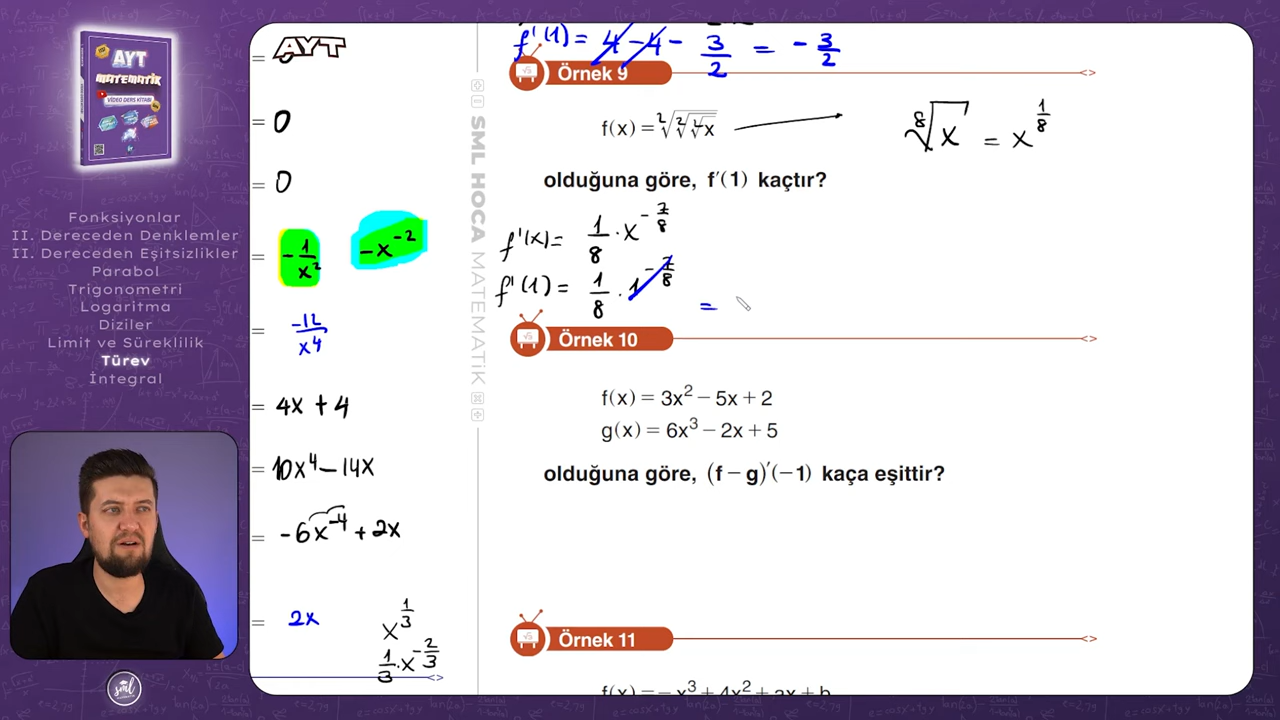 AYT
MATEMATİK
VİDEO DERS KİTABI
Fonksiyonlar
II. Dereceden Denklemler
II. Dereceden Eşitsizlikler
Parabol
Trigonometri
Logaritma
Diziler
Limit ve Süreklilik
Türev
İntegral
sml
AYT
=
= 0
= 0
= -1/x² -x⁻²
= -12/x⁴
= 4x + 4
= 10x⁴ - 14x
= -6x⁻⁴ + 2x
= 2x
x^(1/3)
1/3 · x^(-2/3)
SML HOCA MATEMATİK
f'(1) = 4 - 4 - 3/2 = -3/2
Örnek 9
f(x) = ²√²√²√x
⁸√x = x^(1/8)
olduğuna göre, f′(1) kaçtır?
f'(x) = 1/8 · x^(-7/8)
f'(1) = 1/8 · 1^(-7/8) =
Örnek 10
f(x) = 3x² − 5x + 2
g(x) = 6x³ − 2x + 5
olduğuna göre, (f − g)′(−1) kaça eşittir?
Örnek 11
f(x) = − x³ + 4x² + ax + b